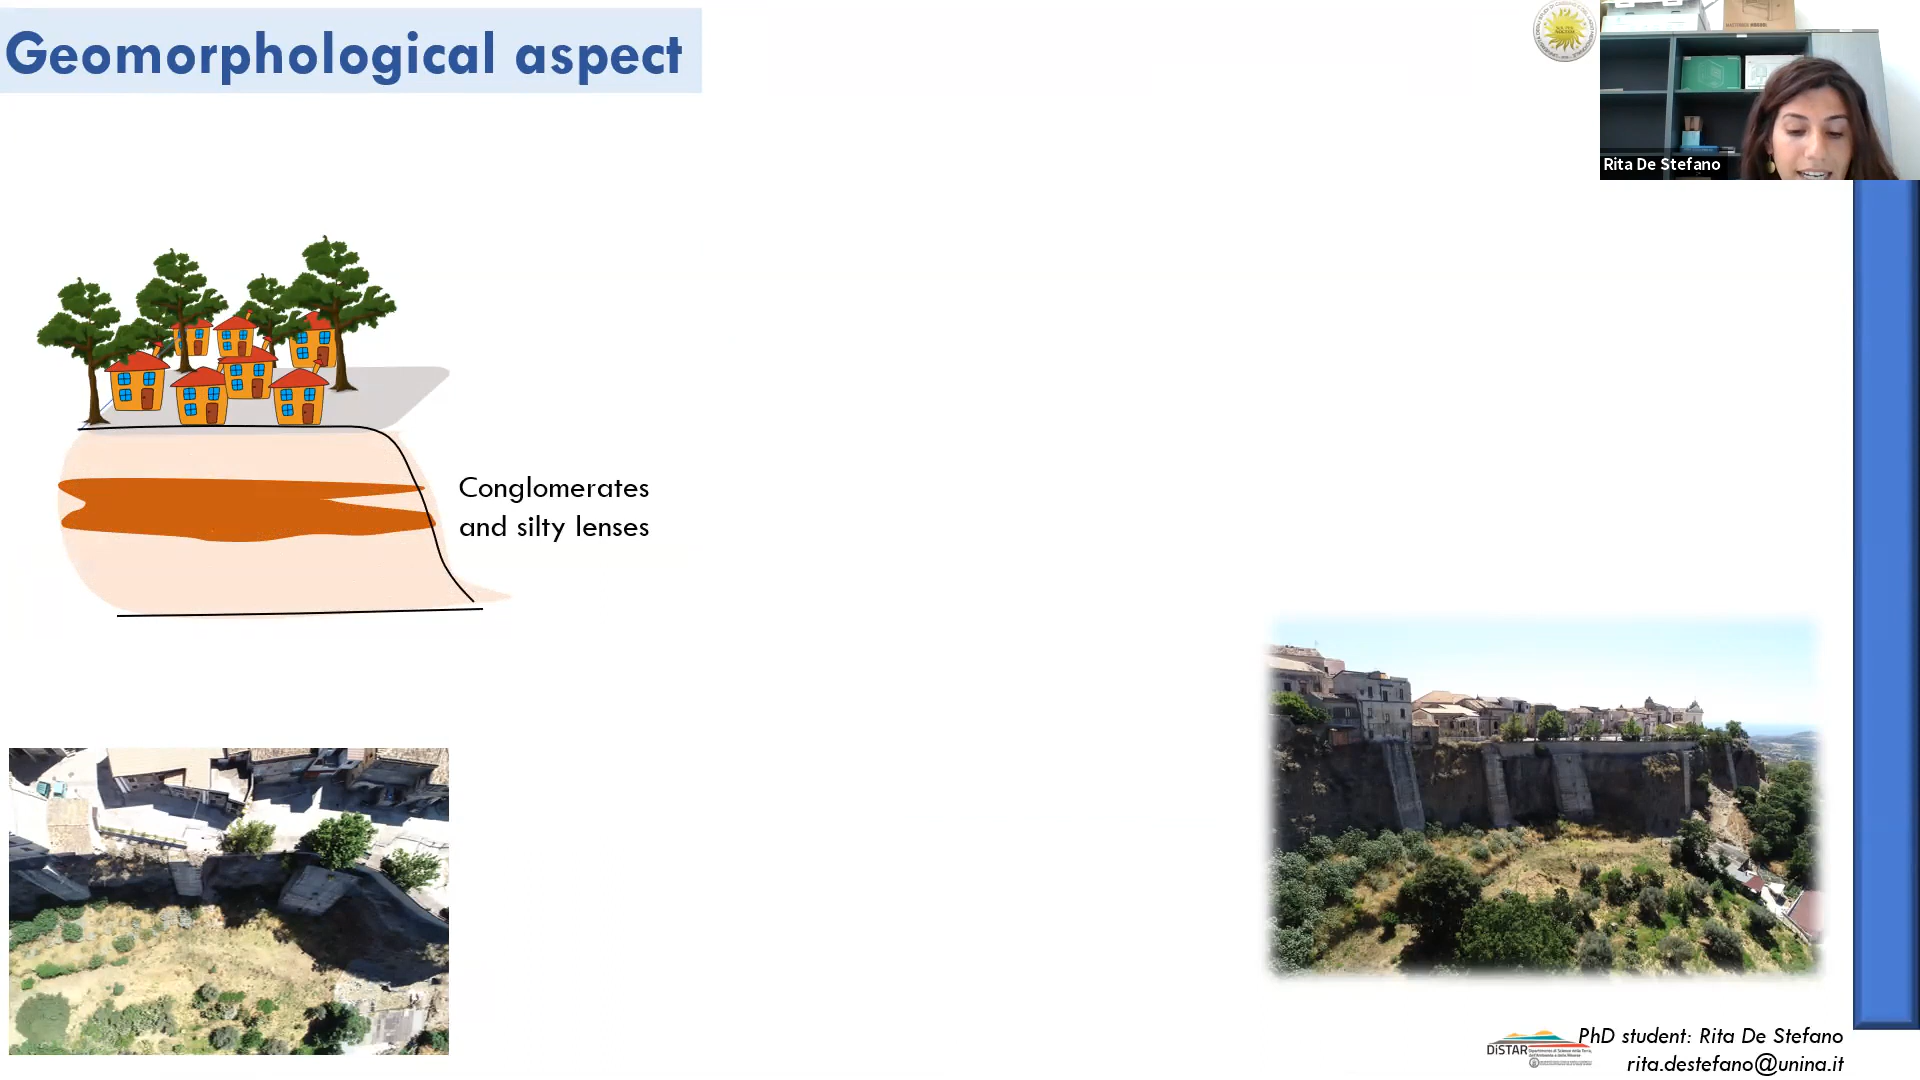 Geomorphological aspect
Rita De Stefano
Conglomerates
and silty lenses
DiSTAR
PhD student: Rita De Stefano
rita.destefano@unina.it